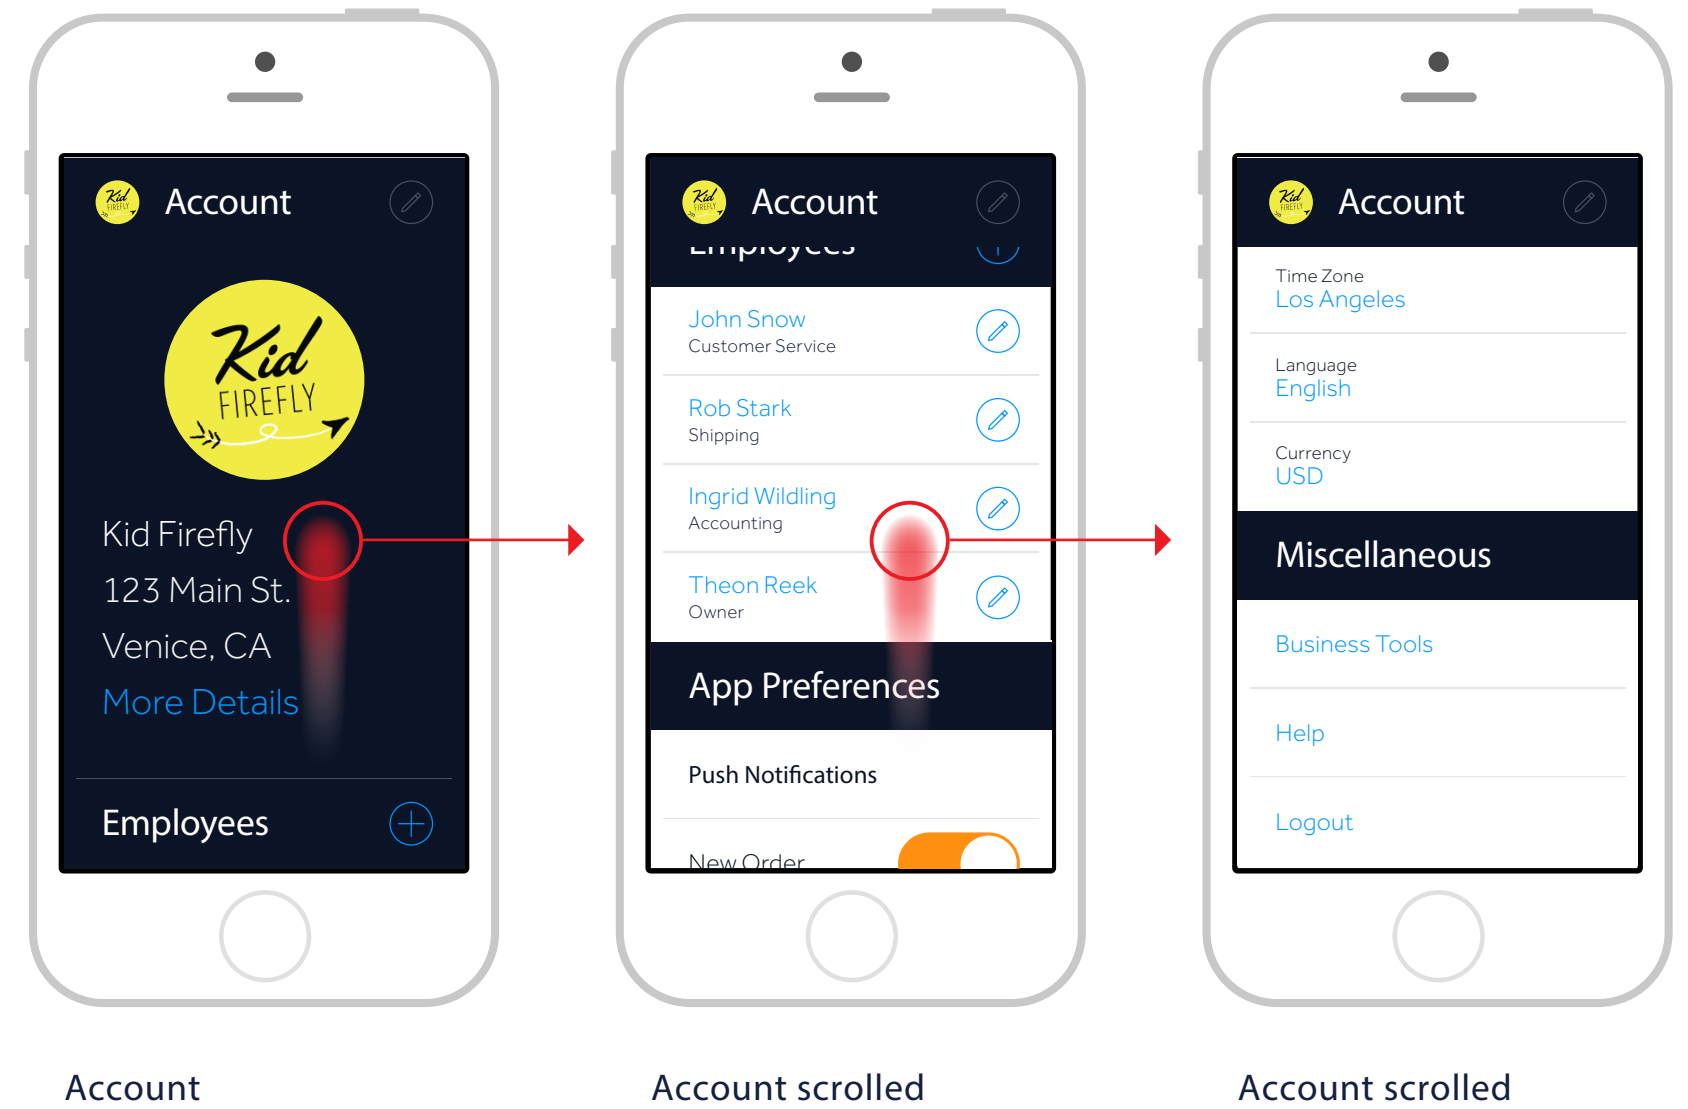 Kid
FIREFLY
Account
Kid
FIREFLY
Kid Firefly
123 Main St.
Venice, CA
More Details
Employees
Account
Kid
FIREFLY
Account
Employees
John Snow
Customer Service
Rob Stark
Shipping
Ingrid Wildling
Accounting
Theon Reek
Owner
App Preferences
Push Notifications
New Order
Account scrolled
Kid
FIREFLY
Account
Time Zone
Los Angeles
Language
English
Currency
USD
Miscellaneous
Business Tools
Help
Logout
Account scrolled